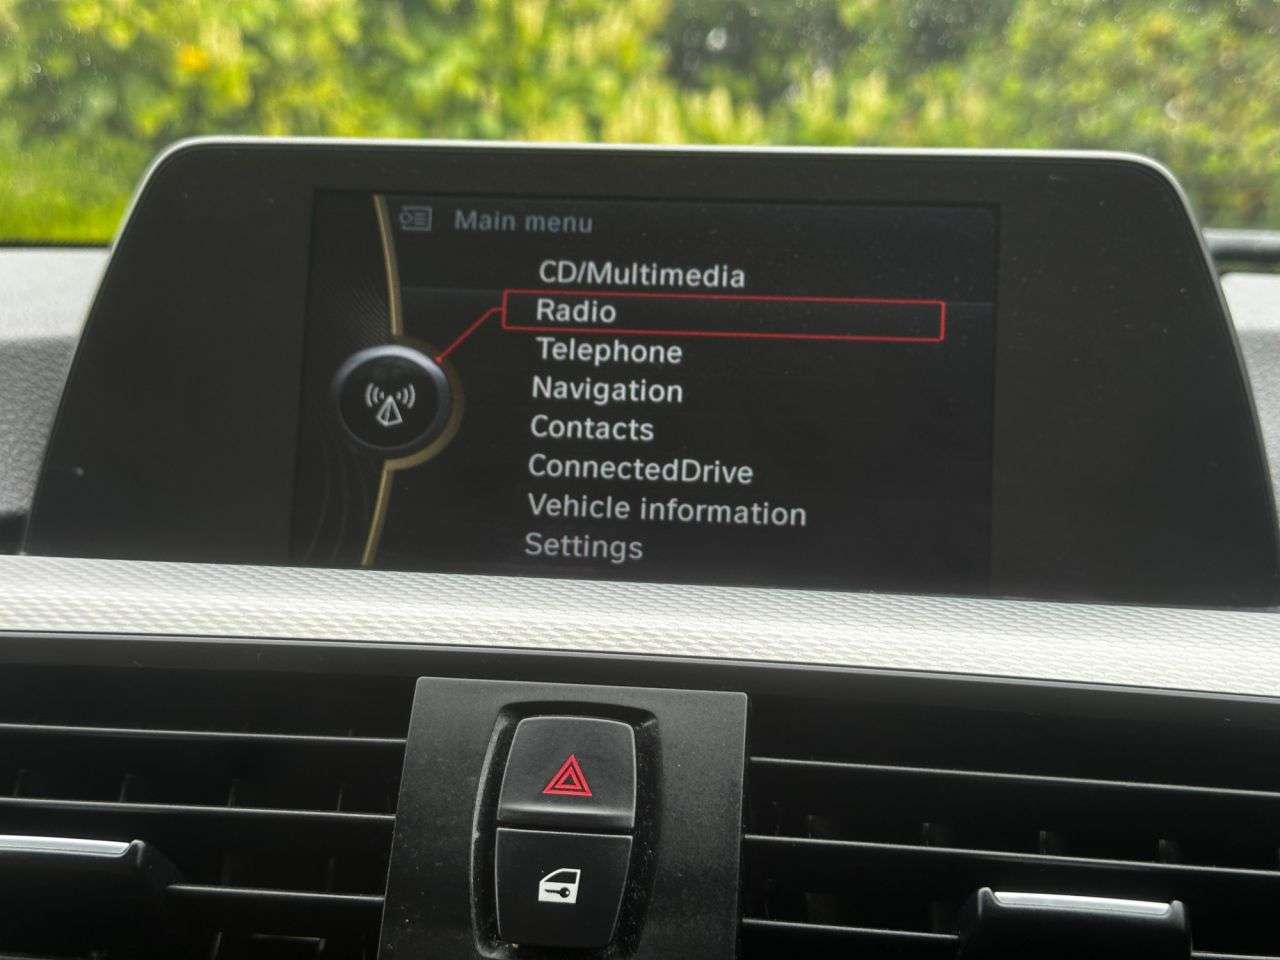 Main menu
CD/Multimedia
Radio
Telephone
Navigation
Contacts
ConnectedDrive
Vehicle information
Settings